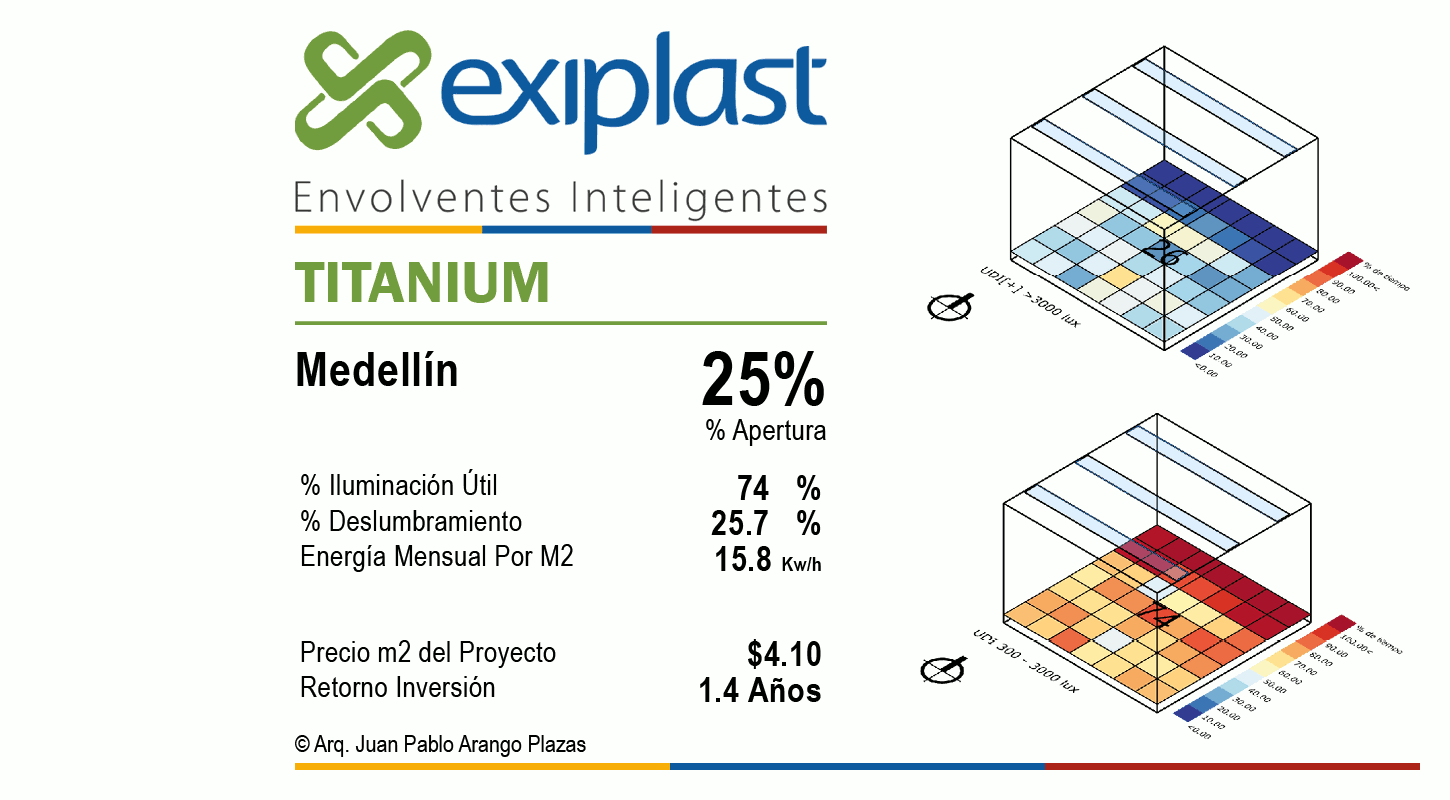 exiplast
Envolventes Inteligentes
TITANIUM
Medellín
25%
% Apertura
% Iluminación Útil 74 %
% Deslumbramiento 25.7 %
Energía Mensual Por M2 15.8 Kw/h
Precio m2 del Proyecto $4.10
Retorno Inversión 1.4 Años
© Arq. Juan Pablo Arango Plazas
26
UDI[+] >3000 lux
% de tiempo
100.00<
90.00
80.00
70.00
60.00
50.00
40.00
30.00
20.00
10.00
<0.00
74
UDI 300 - 3000 lux
% de tiempo
100.00<
90.00
80.00
70.00
60.00
50.00
40.00
30.00
20.00
10.00
<0.00